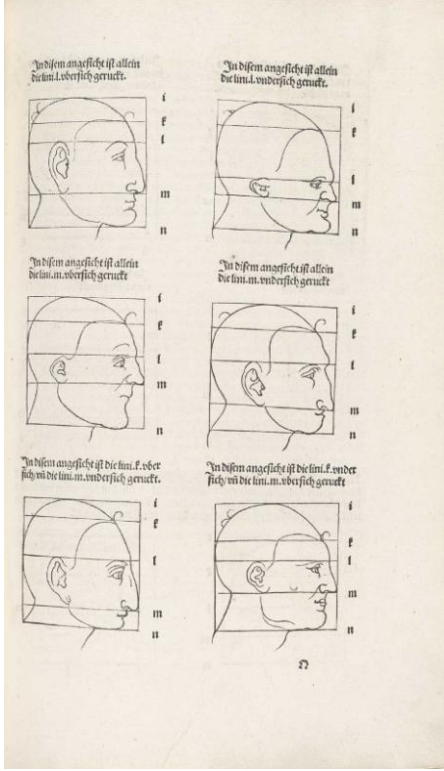 In disem angesicht ist allein
die lini.l.vbersich geruckt.
i
k
l
m
n
In disem angesicht ist allein
die lini.l.vndersich geruckt.
i
k
l
m
n
In disem angesicht ist allein
die lini.m.vbersich geruckt
i
k
l
m
n
In disem angesicht ist allein
die lini.m.vndersich geruckt
i
k
l
m
n
In disem angesicht ist die lini.k.vber
sich/vñ die lini.m.vndersich geruckt.
i
k
l
m
n
In disem angesicht ist die lini.k.vnder
sich/vñ die lini.m.vbersich geruckt
i
k
l
m
n
N